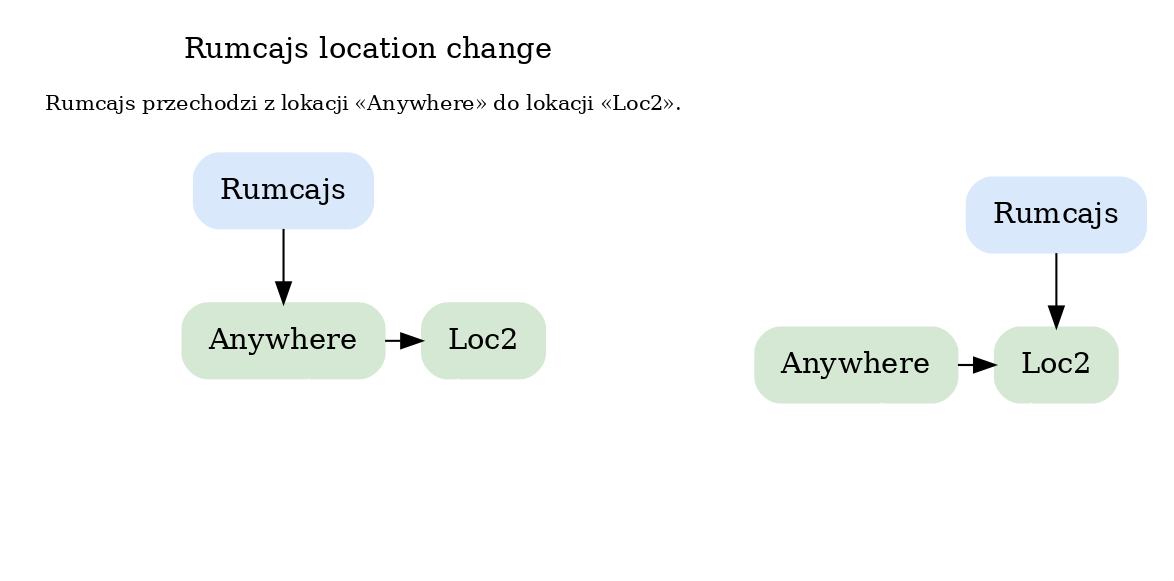 Rumcajs location change
Rumcajs przechodzi z lokacji «Anywhere» do lokacji «Loc2».
Rumcajs
Anywhere
Loc2
Rumcajs
Anywhere
Loc2